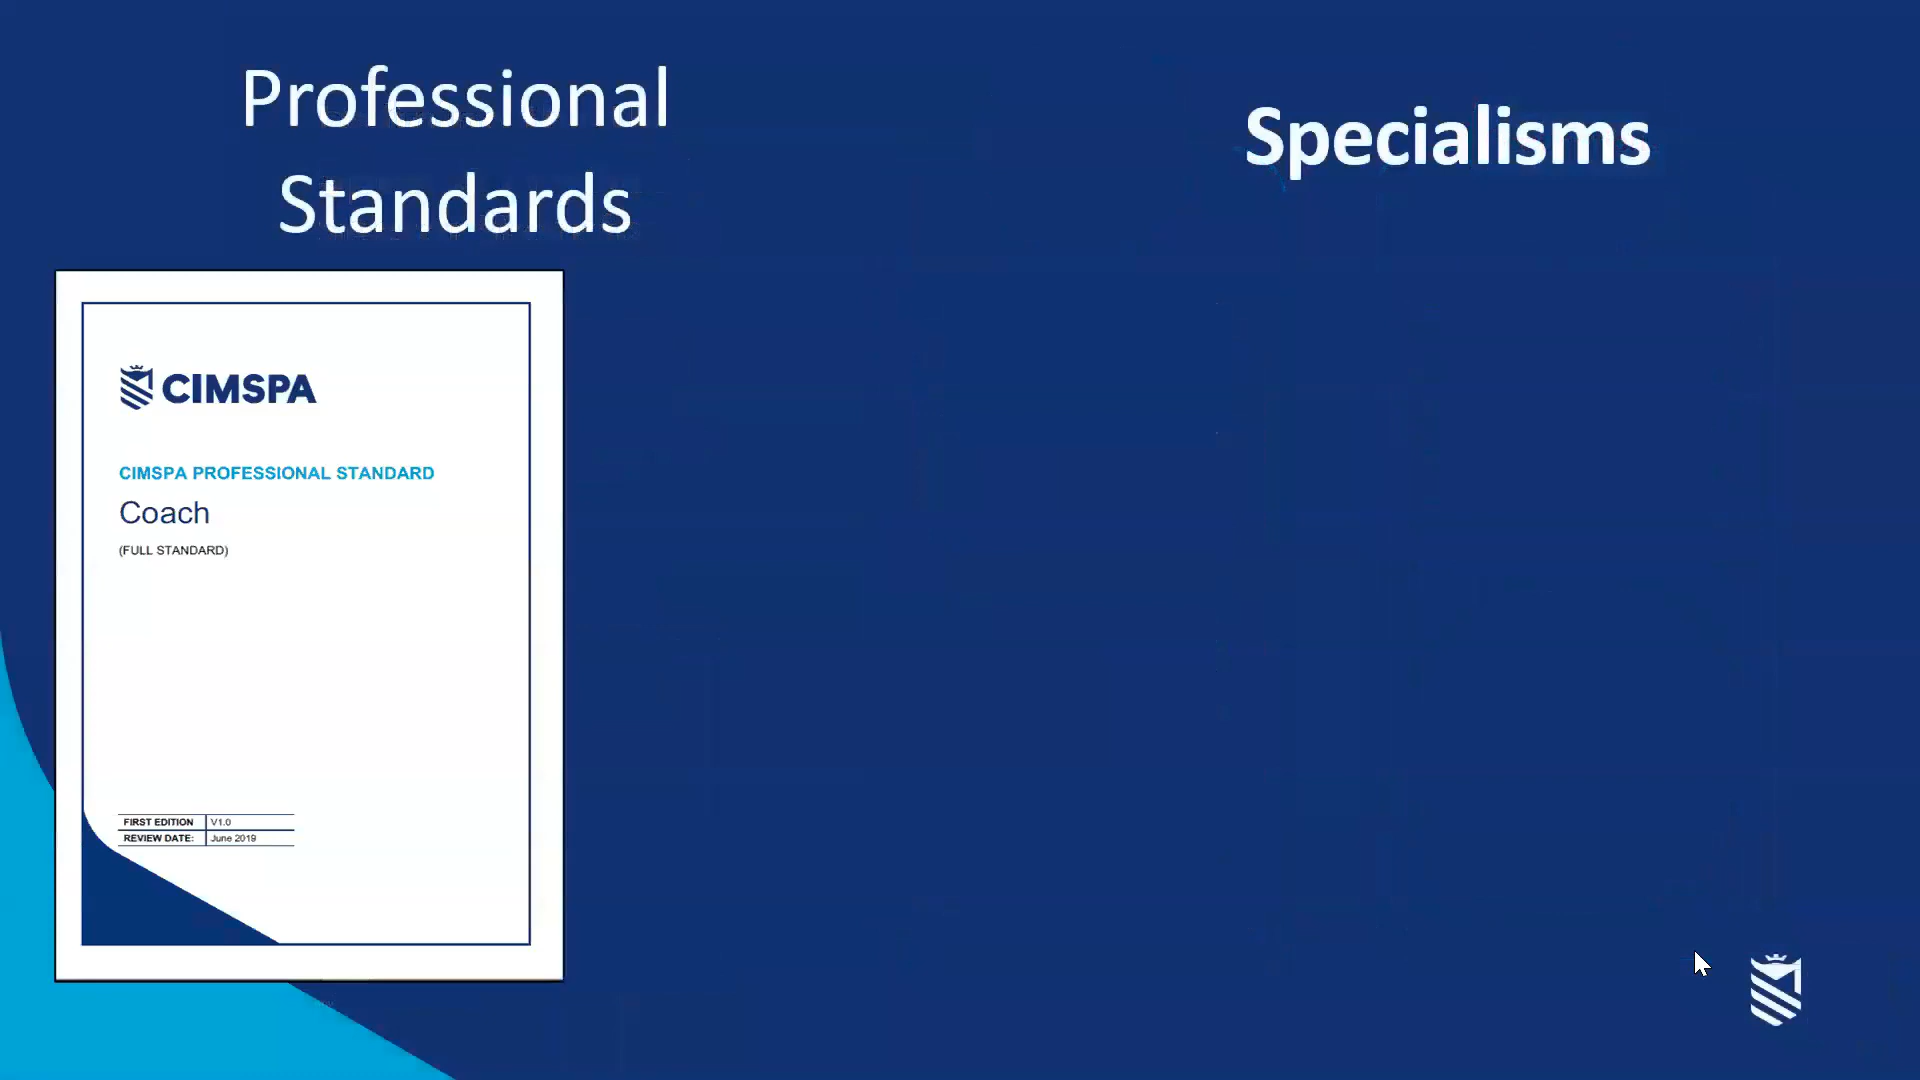 Professional
Standards
Specialisms
CIMSPA
CIMSPA PROFESSIONAL STANDARD
Coach
(FULL STANDARD)
FIRST EDITION V1.0
REVIEW DATE: June 2019